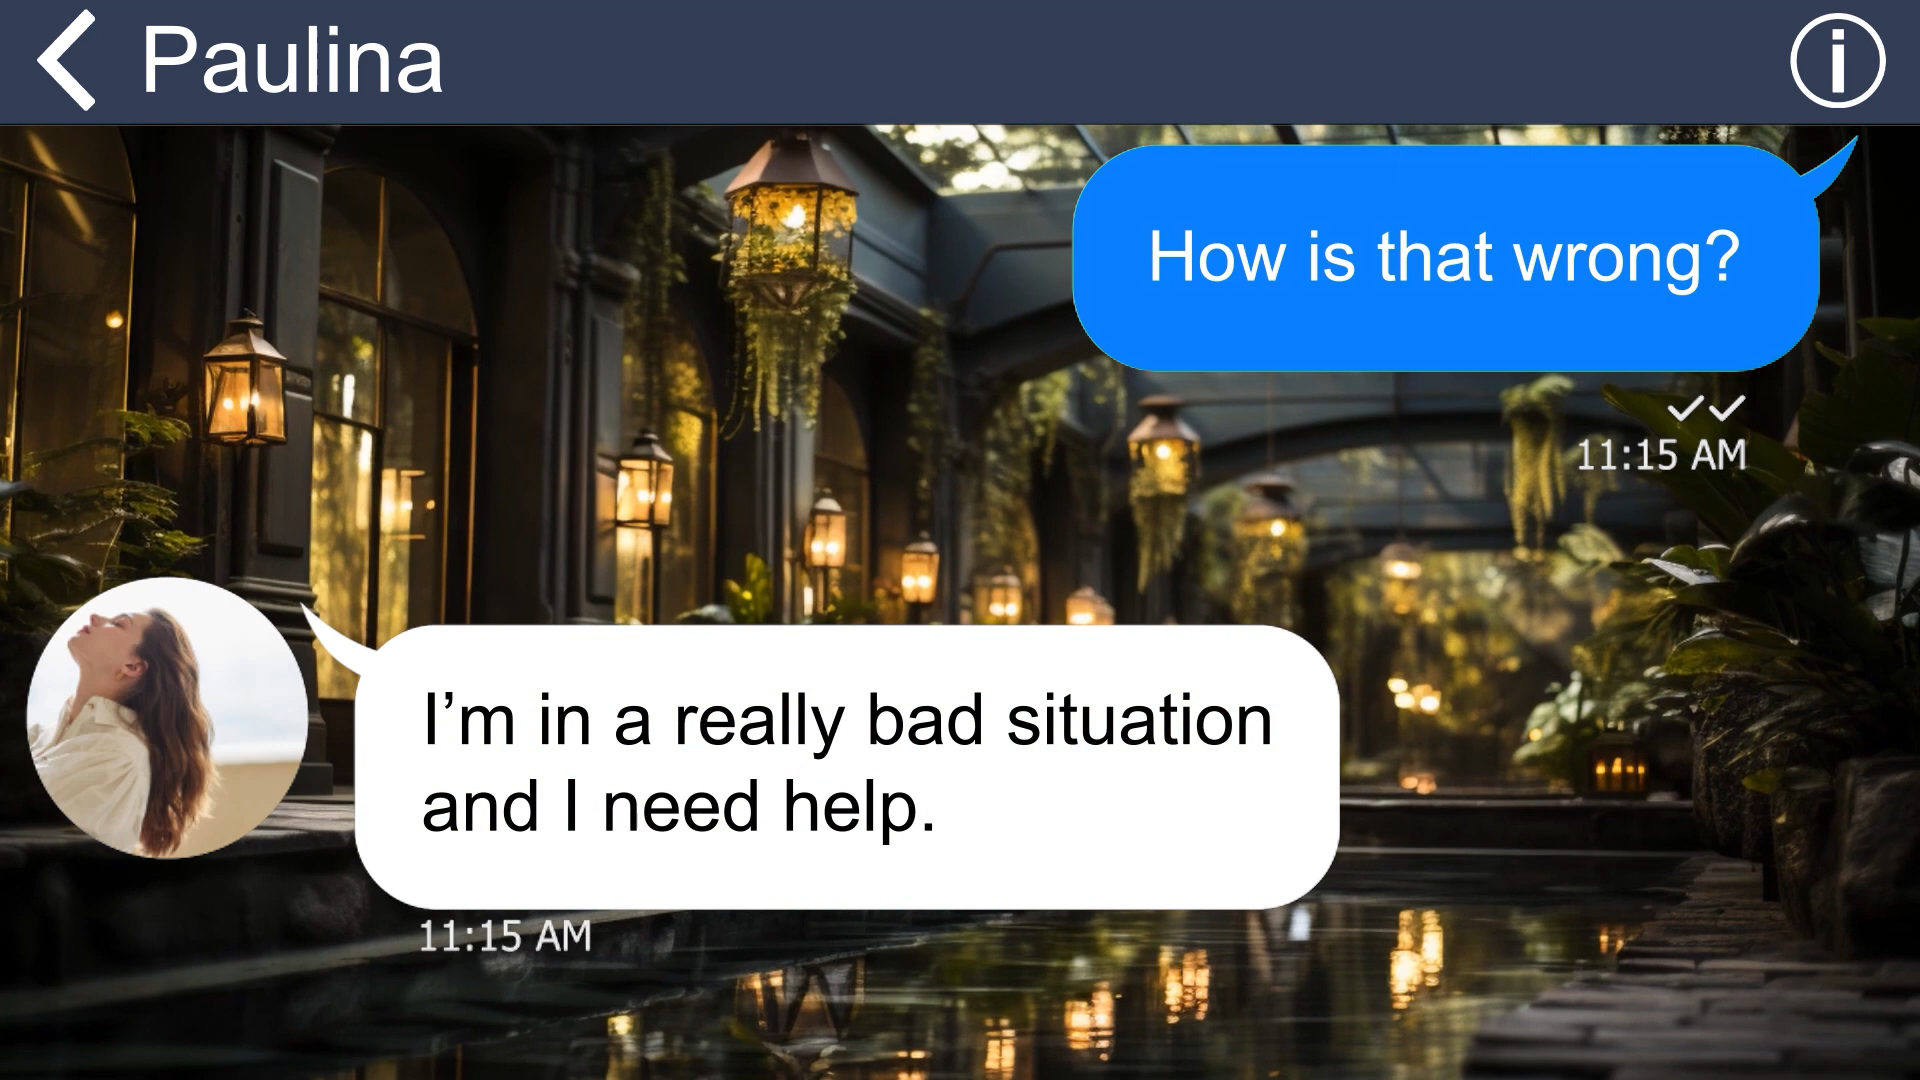 Paulina
How is that wrong?
11:15 AM
I’m in a really bad situation
and I need help.
11:15 AM